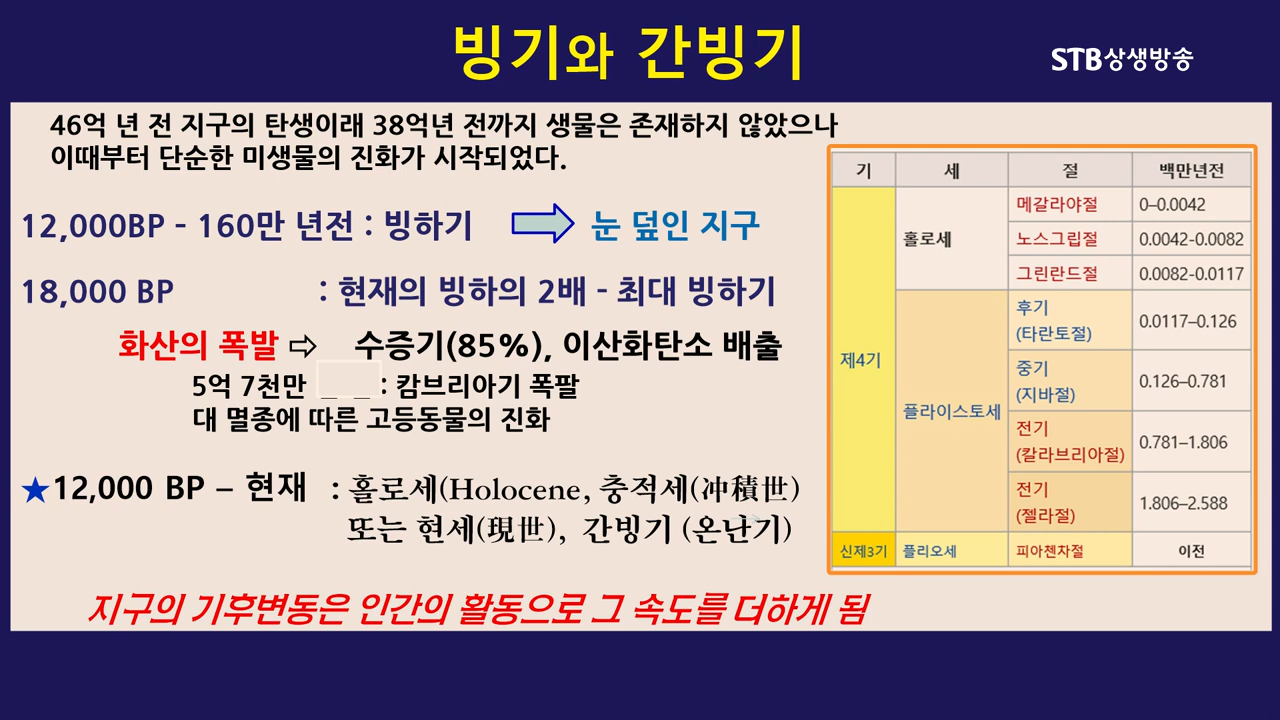 빙기와 간빙기
STB상생방송
46억 년 전 지구의 탄생이래 38억년 전까지 생물은 존재하지 않았으나
이때부터 단순한 미생물의 진화가 시작되었다.
12,000BP - 160만 년전 : 빙하기 ⇨ 눈 덮인 지구
18,000 BP : 현재의 빙하의 2배 - 최대 빙하기
화산의 폭발 ⇨ 수증기(85%), 이산화탄소 배출
5억 7천만 : 캄브리아기 폭팔
대 멸종에 따른 고등동물의 진화
★12,000 BP – 현재 : 홀로세(Holocene, 충적세(冲積世)
또는 현세(現世), 간빙기 (온난기)
지구의 기후변동은 인간의 활동으로 그 속도를 더하게 됨
기 세 절 백만년전
제4기 홀로세 메갈라야절 0–0.0042
노스그립절 0.0042-0.0082
그린란드절 0.0082-0.0117
플라이스토세 후기
(타란토절) 0.0117–0.126
중기
(지바절) 0.126–0.781
전기
(칼라브리아절) 0.781–1.806
전기
(젤라절) 1.806–2.588
신제3기 플리오세 피아첸차절 이전